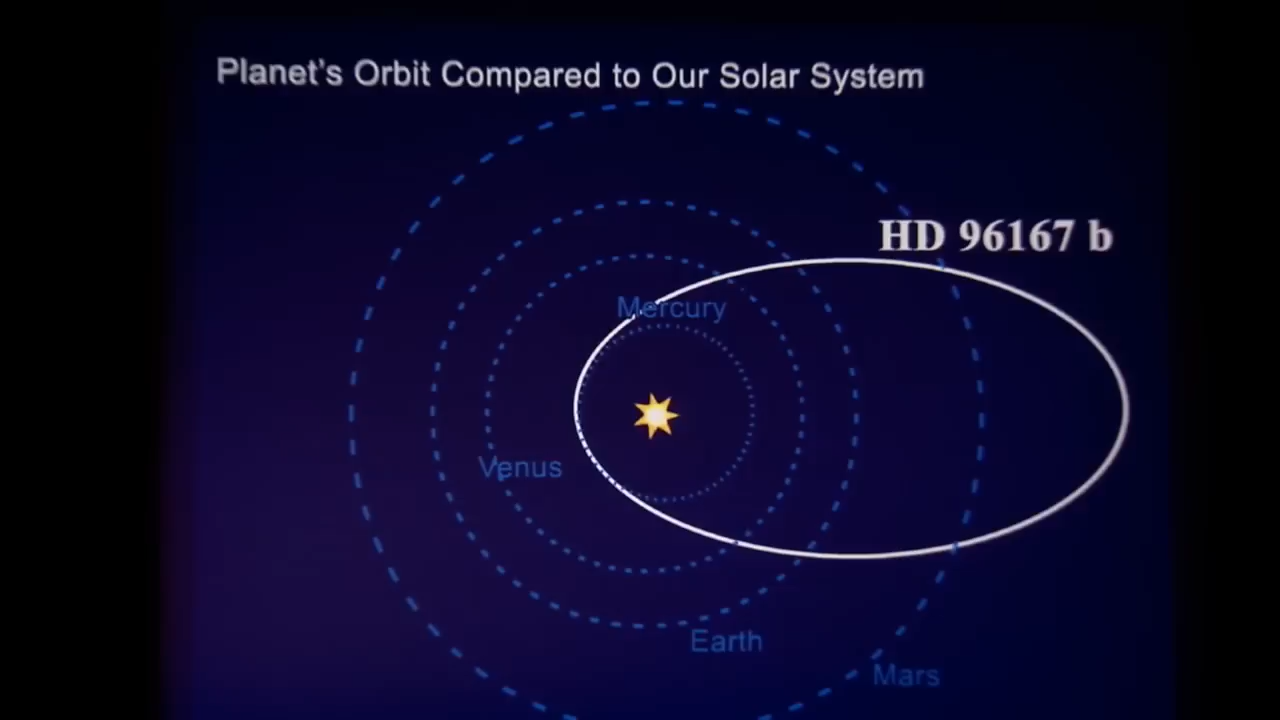 Planet's Orbit Compared to Our Solar System
HD 96167 b
Mercury
Venus
Earth
Mars